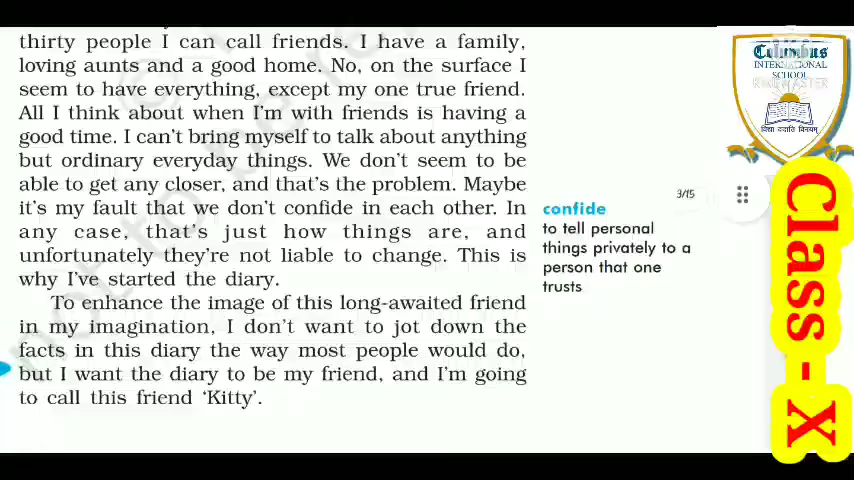 thirty people I can call friends. I have a family,
loving aunts and a good home. No, on the surface I
seem to have everything, except my one true friend.
All I think about when I'm with friends is having a
good time. I can't bring myself to talk about anything
but ordinary everyday things. We don't seem to be
able to get any closer, and that's the problem. Maybe
it's my fault that we don't confide in each other. In
any case, that's just how things are, and
unfortunately they're not liable to change. This is
why I've started the diary.
To enhance the image of this long-awaited friend
in my imagination, I don't want to jot down the
facts in this diary the way most people would do,
but I want the diary to be my friend, and I'm going
to call this friend ‘Kitty’.
3/15
confide
to tell personal
things privately to a
person that one
trusts
Columbus
INTERNATIONAL
SCHOOL
KINEMASTER
विद्या ददाति विनयम्
Class - X
not to be re